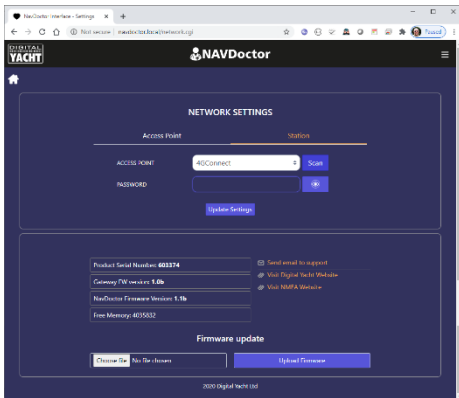 NavDoctor Interface - Settings
Not secure | navdoctor.local/network.cgi
Paused
DIGITAL
YACHT
NAVDoctor
NETWORK SETTINGS
Access Point Station
ACCESS POINT 4GConnect Scan
PASSWORD
Update Settings
Product Serial Number: 603374
Gateway FW version: 1.0b
NavDoctor Firmware Version: 1.1b
Free Memory: 4055832
Send email to support
Visit Digital Yacht Website
Visit NMEA Website
Firmware update
Choose file No file chosen Upload Firmware
2020 Digital Yacht Ltd